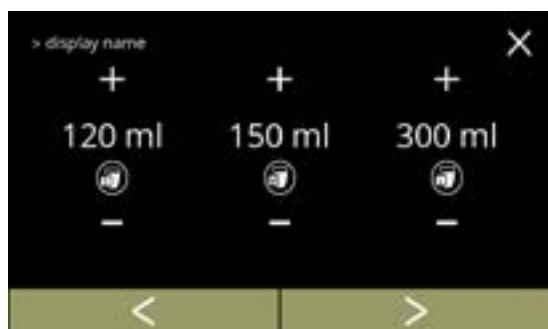 > display name
+ + +
120 ml 150 ml 300 ml
- - -
< >